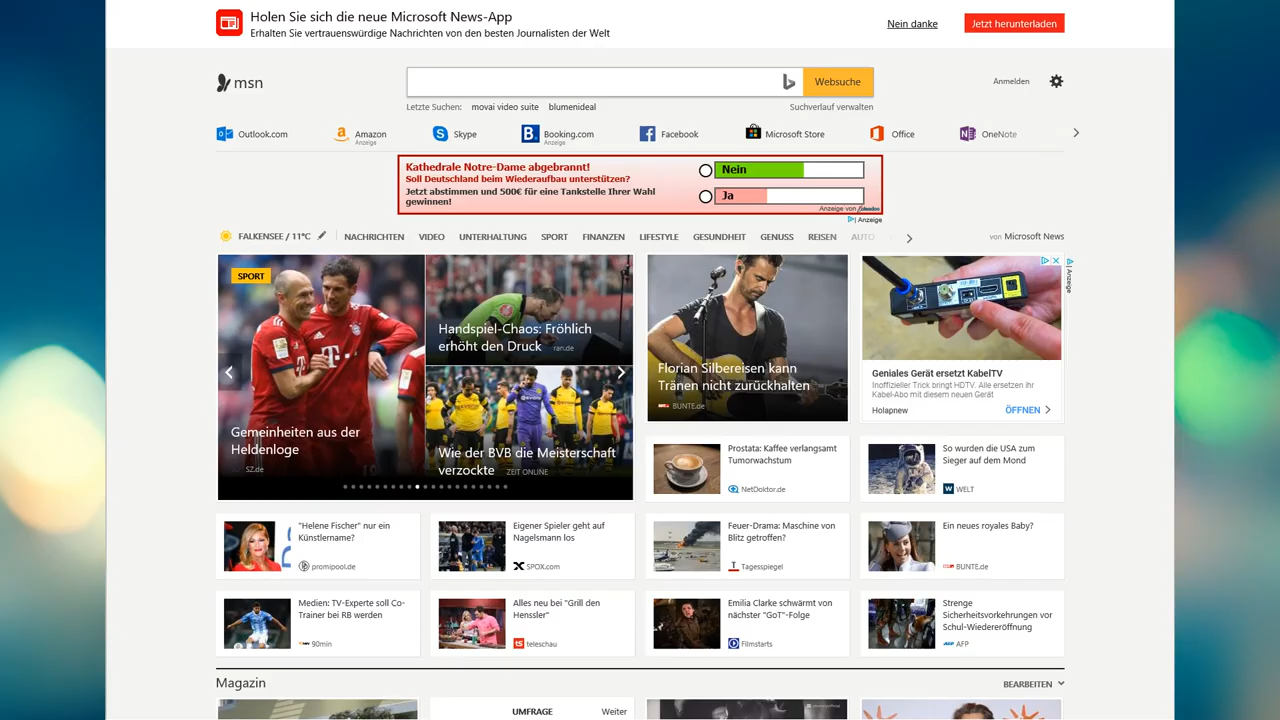 Holen Sie sich die neue Microsoft News-App
Erhalten Sie vertrauenswürdige Nachrichten von den besten Journalisten der Welt
Nein danke
Jetzt herunterladen
msn
Websuche
Anmelden
Letzte Suchen: movai video suite blumenideal
Suchverlauf verwalten
Outlook.com
Amazon
Anzeige
Skype
Booking.com
Anzeige
Facebook
Microsoft Store
Office
OneNote
Kathedrale Notre-Dame abgebrannt!
Soll Deutschland beim Wiederaufbau unterstützen?
Jetzt abstimmen und 500€ für eine Tankstelle Ihrer Wahl
gewinnen!
Nein
Ja
Anzeige von
Anzeige
FALKENSEE / 11°C
NACHRICHTEN VIDEO UNTERHALTUNG SPORT FINANZEN LIFESTYLE GESUNDHEIT GENUSS REISEN AUTO
von Microsoft News
SPORT
Gemeinheiten aus der
Heldenloge
SZ.de
Handspiel-Chaos: Fröhlich
erhöht den Druck ran.de
Wie der BVB die Meisterschaft
verzockte ZEIT ONLINE
Florian Silbereisen kann
Tränen nicht zurückhalten
BUNTE.de
Anzeige
Geniales Gerät ersetzt KabelTV
Inoffizieller Trick bringt HDTV. Alle ersetzen ihr
Kabel-Abo mit diesem neuen Gerät
Holapnew
ÖFFNEN
Prostata: Kaffee verlangsamt
Tumorwachstum
NetDoktor.de
So wurden die USA zum
Sieger auf dem Mond
WELT
"Helene Fischer" nur ein
Künstlername?
promipool.de
Eigener Spieler geht auf
Nagelsmann los
SPOX.com
Feuer-Drama: Maschine von
Blitz getroffen?
Tagesspiegel
Ein neues royales Baby?
BUNTE.de
Medien: TV-Experte soll Co-
Trainer bei RB werden
90min
Alles neu bei "Grill den
Henssler"
teleschau
Emilia Clarke schwärmt von
nächster "GoT"-Folge
Filmstarts
Strenge
Sicherheitsvorkehrungen vor
Schul-Wiedereröffnung
AFP
Magazin
BEARBEITEN
UMFRAGE
Weiter